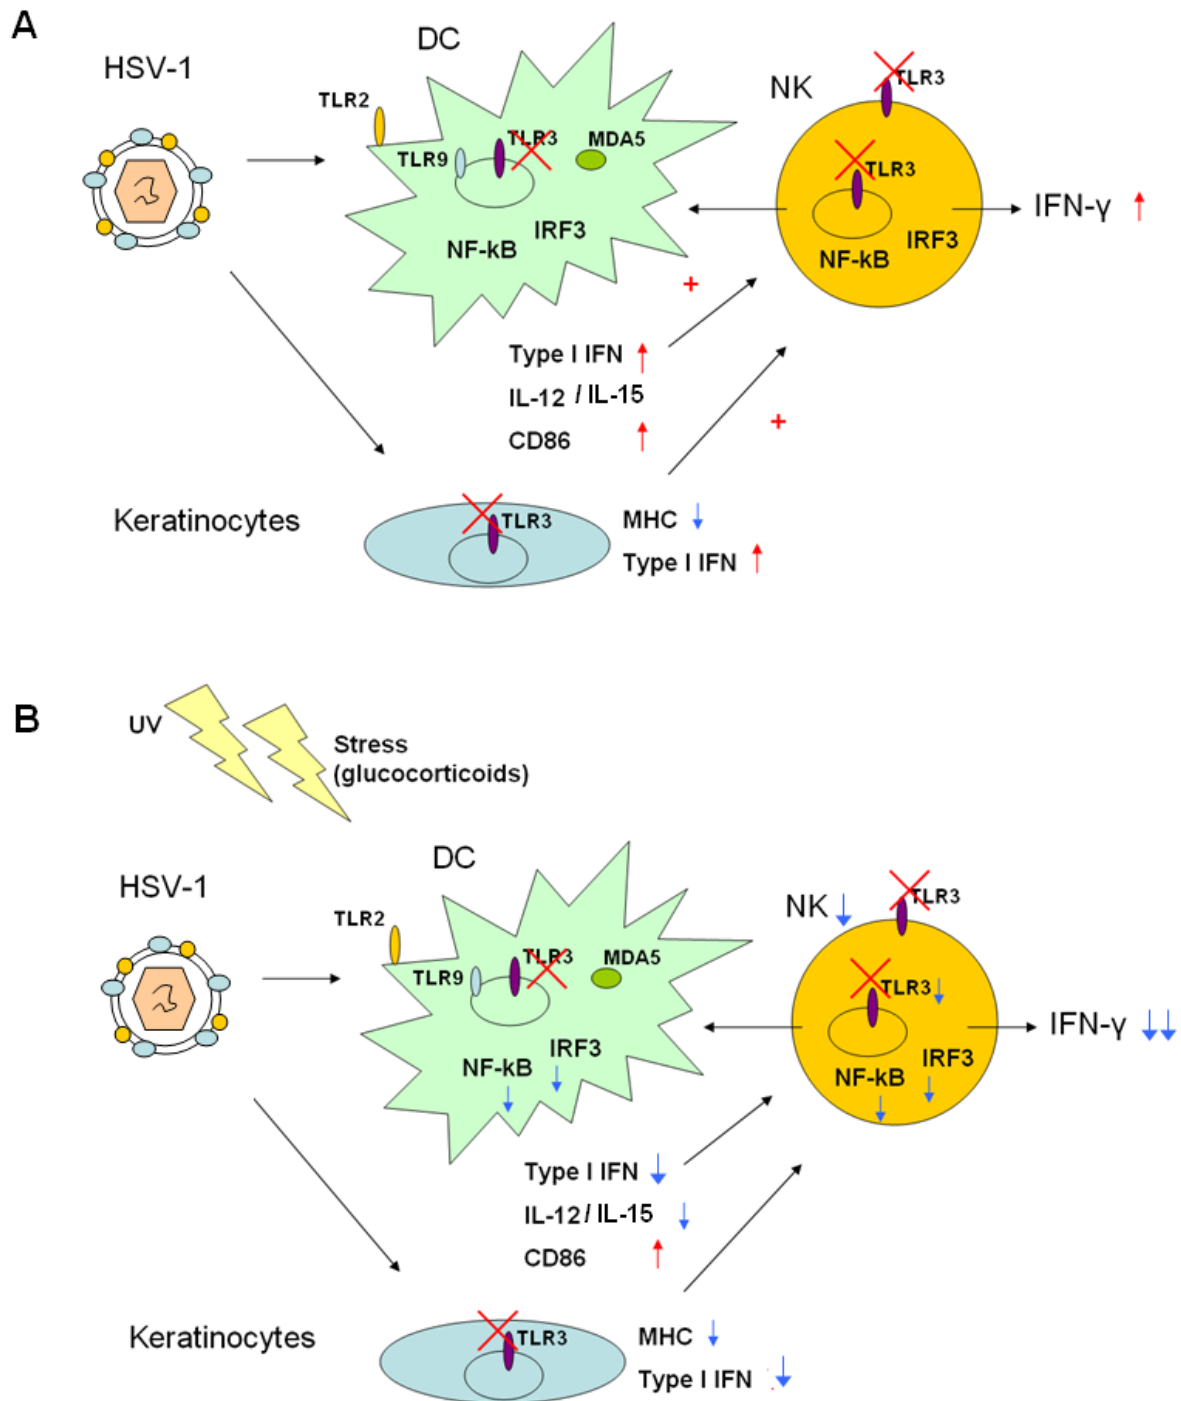 A
HSV-1
DC
TLR2
TLR9
TLR3
MDA5
NF-kB
IRF3
NK
TLR3
TLR3
NF-kB
IRF3
IFN-γ
+
Type I IFN
IL-12 / IL-15
CD86
+
Keratinocytes
TLR3
MHC
Type I IFN
B
UV
Stress
(glucocorticoids)
HSV-1
DC
TLR2
TLR9
TLR3
MDA5
NF-kB
IRF3
NK
TLR3
TLR3
NF-kB
IRF3
IFN-γ
Type I IFN
IL-12 / IL-15
CD86
Keratinocytes
TLR3
MHC
Type I IFN